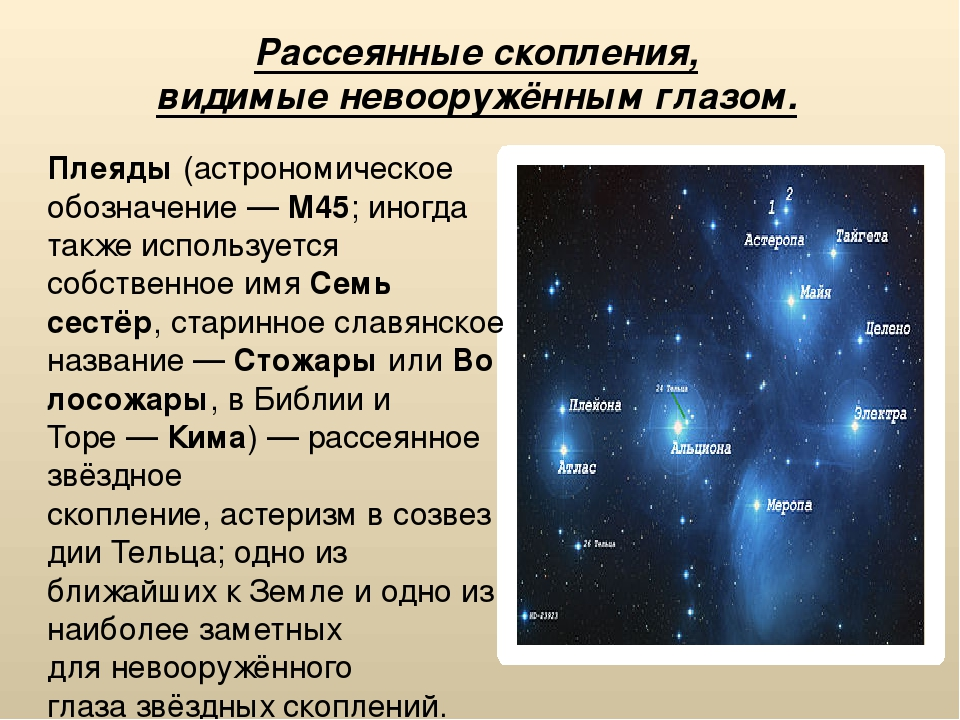 Рассеянные скопления,
видимые невооружённым глазом.
Плеяды (астрономическое
обозначение — M45; иногда
также используется
собственное имя Семь
сестёр, старинное славянское
название — Стожары или Во
лосожары, в Библии и
Торе — Кима) — рассеянное
звёздное
скопление, астеризм в созвез
дии Тельца; одно из
ближайших к Земле и одно из
наиболее заметных
для невооружённого
глаза звёздных скоплений.
2
1
Астеропа
Тайгета
Майя
Целено
24 Тельца
Плейона
Электра
Альциона
Атлас
Меропа
26 Тельца
HD-23923